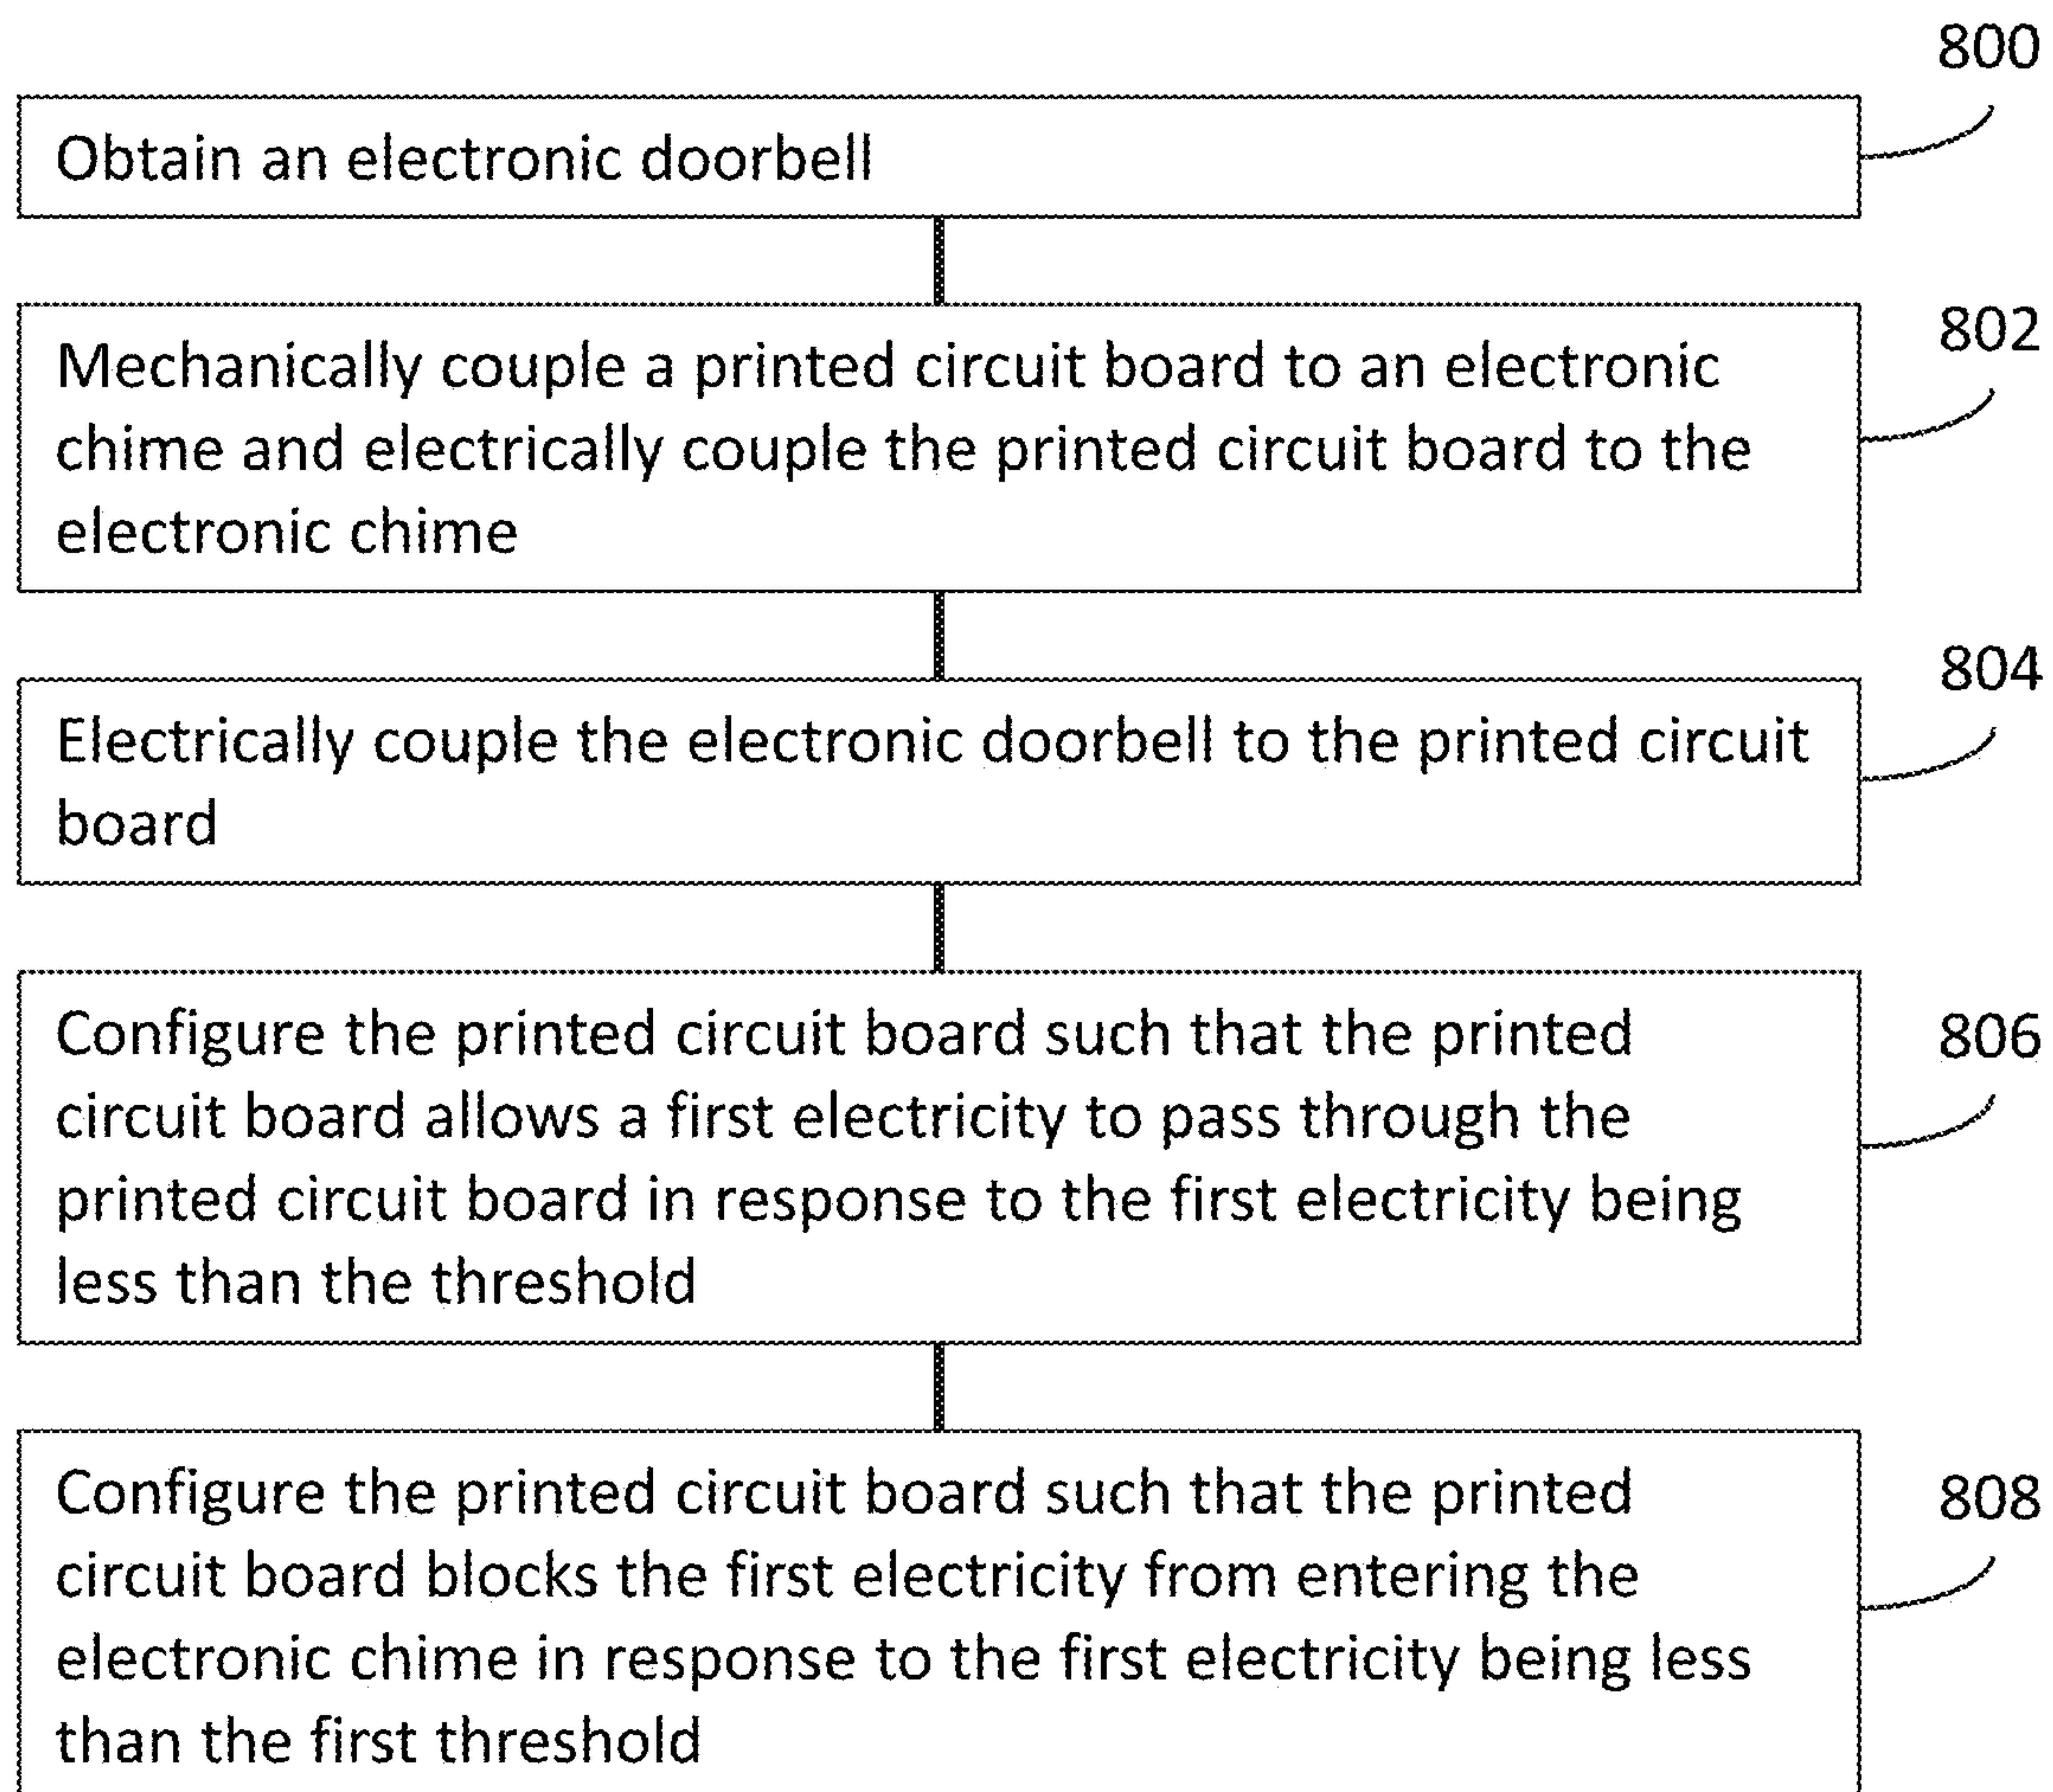 800
Obtain an electronic doorbell
802
Mechanically couple a printed circuit board to an electronic
chime and electrically couple the printed circuit board to the
electronic chime
804
Electrically couple the electronic doorbell to the printed circuit
board
806
Configure the printed circuit board such that the printed
circuit board allows a first electricity to pass through the
printed circuit board in response to the first electricity being
less than the threshold
808
Configure the printed circuit board such that the printed
circuit board blocks the first electricity from entering the
electronic chime in response to the first electricity being less
than the first threshold